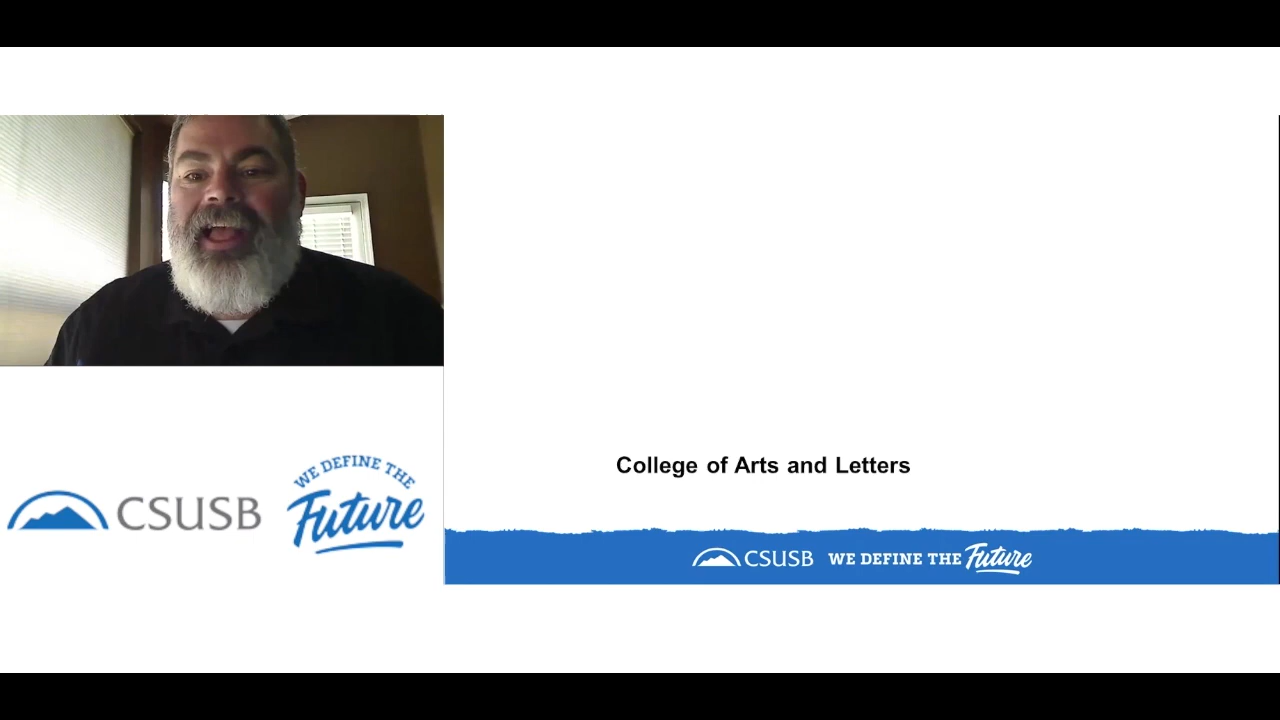 CSUSB
WE DEFINE THE
Future
College of Arts and Letters
CSUSB WE DEFINE THE Future